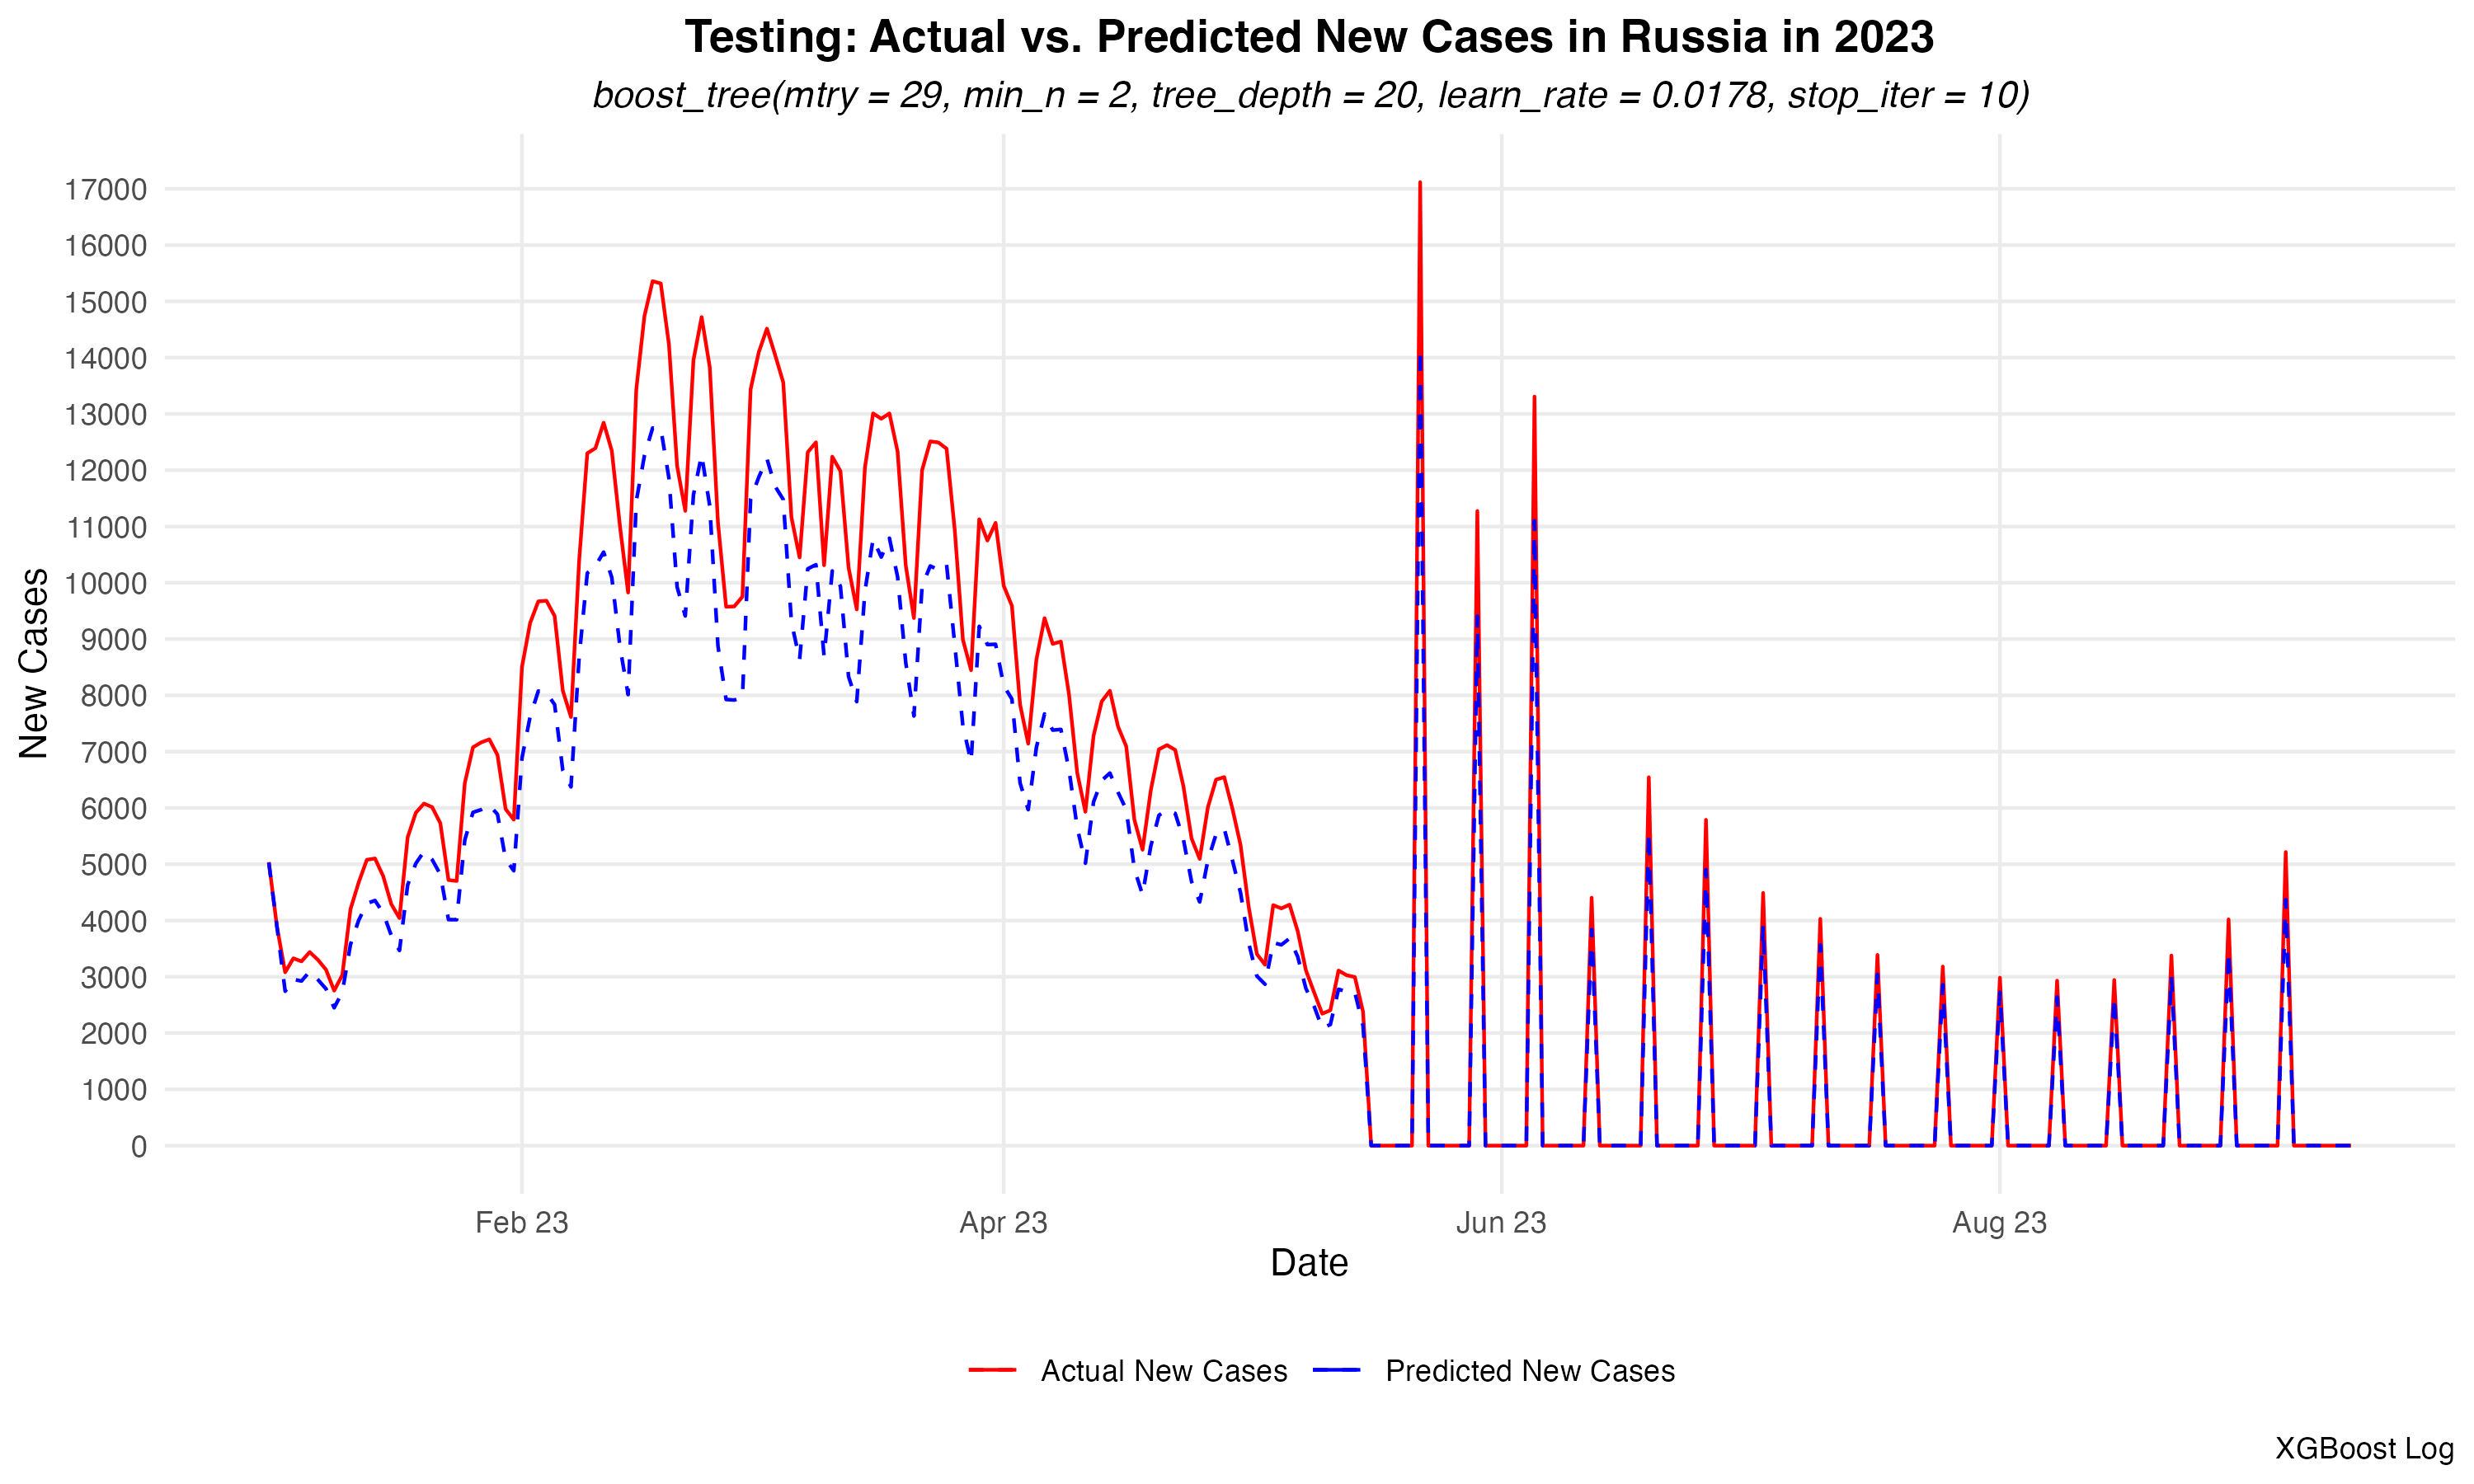 Testing: Actual vs. Predicted New Cases in Russia in 2023
boost_tree(mtry = 29, min_n = 2, tree_depth = 20, learn_rate = 0.0178, stop_iter = 10)
New Cases
17000
16000
15000
14000
13000
12000
11000
10000
9000
8000
7000
6000
5000
4000
3000
2000
1000
0
Feb 23 Apr 23 Jun 23 Aug 23
Date
Actual New Cases Predicted New Cases
XGBoost Log